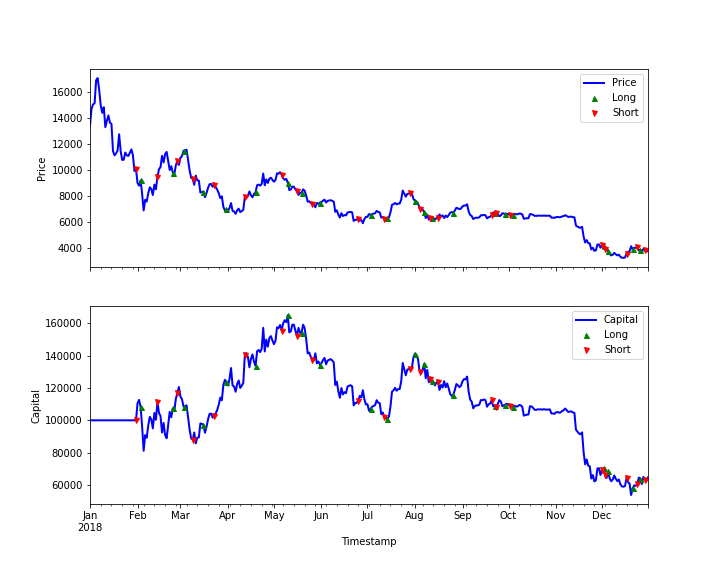 16000
14000
12000
10000
8000
6000
4000
Price
Price
Long
Short
160000
140000
120000
100000
80000
60000
Capital
Capital
Long
Short
Jan Feb Mar Apr May Jun Jul Aug Sep Oct Nov Dec
2018
Timestamp